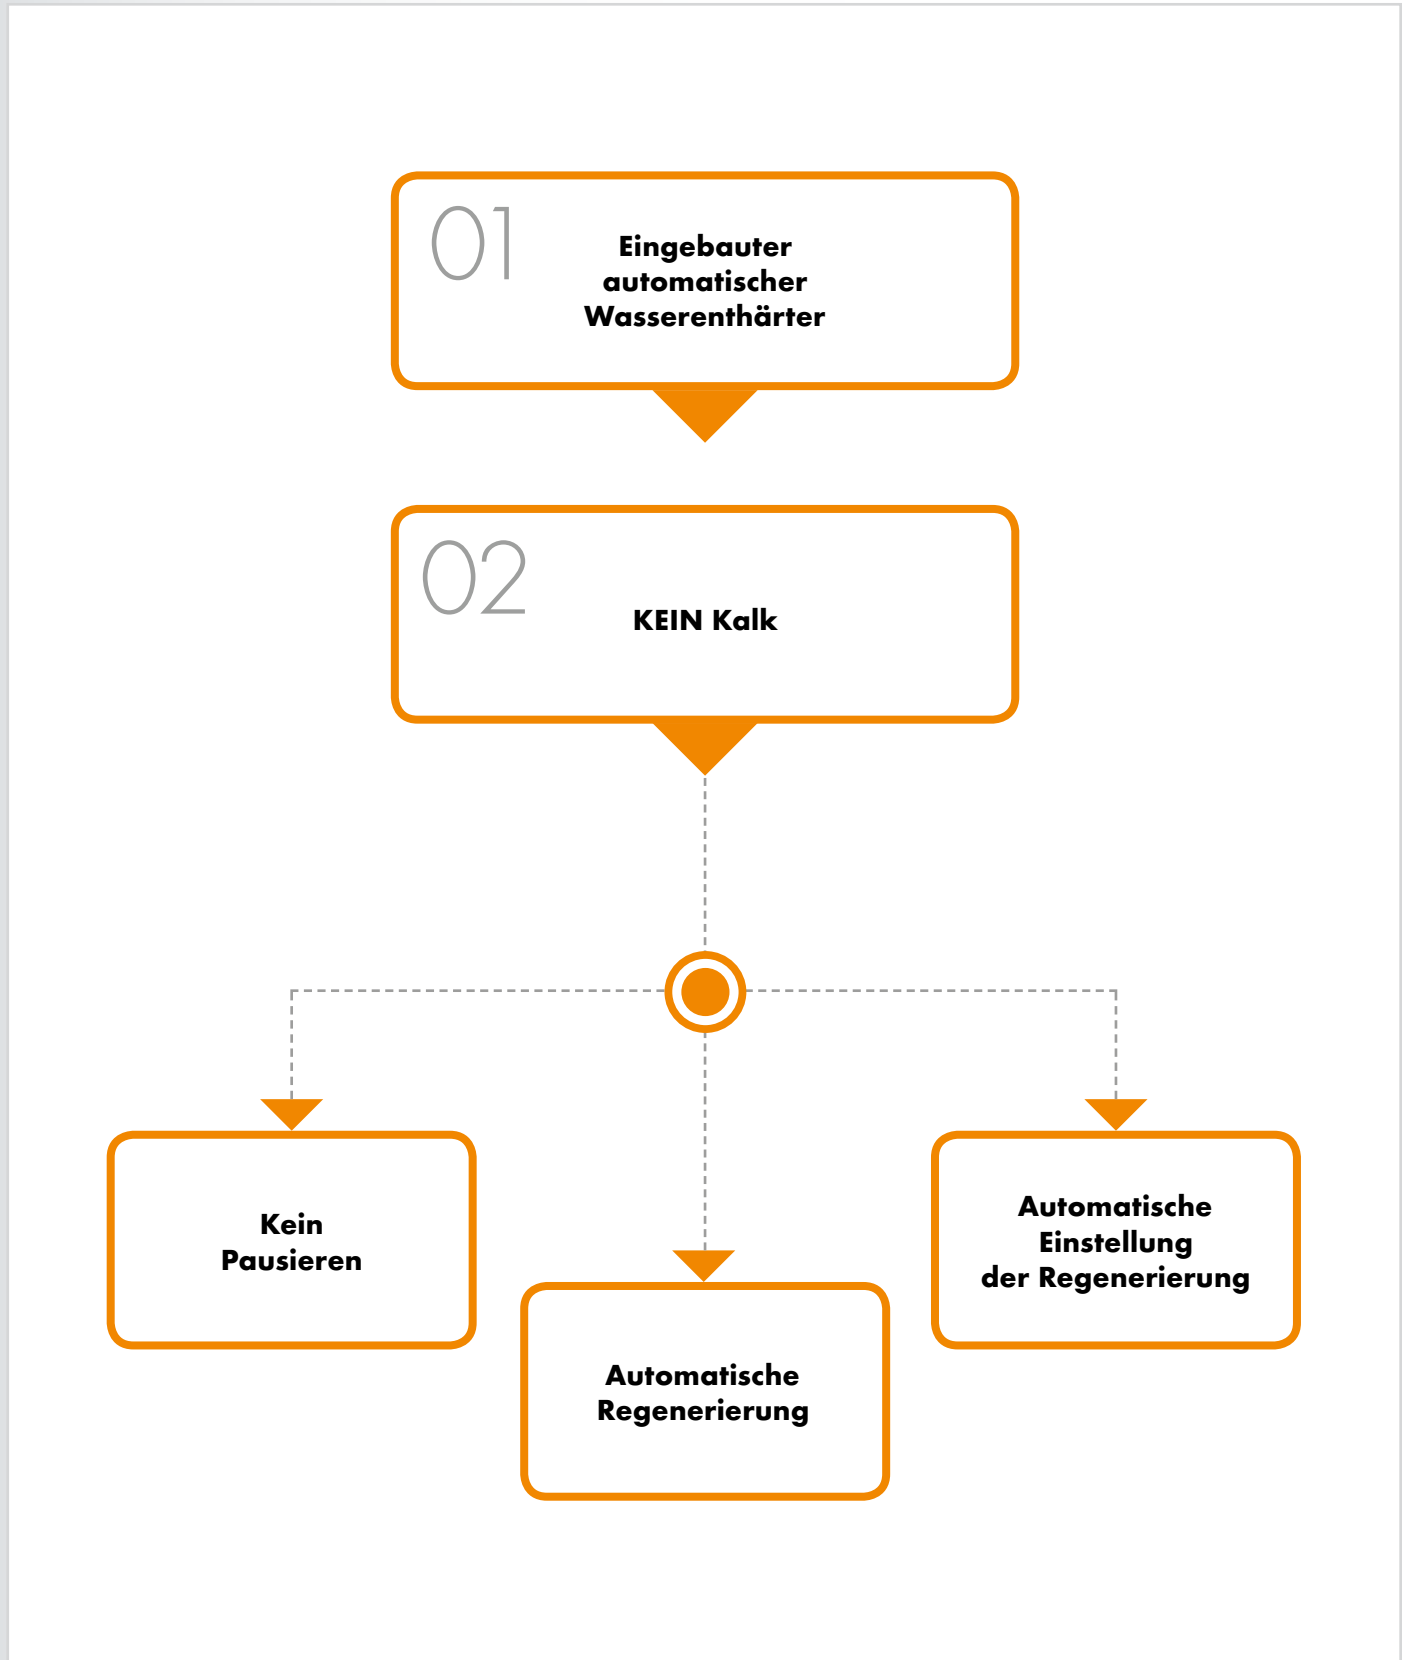 01
Eingebauter
automatischer
Wasserenthärter
02
KEIN Kalk
Kein
Pausieren
Automatische
Regenerierung
Automatische
Einstellung
der Regenerierung